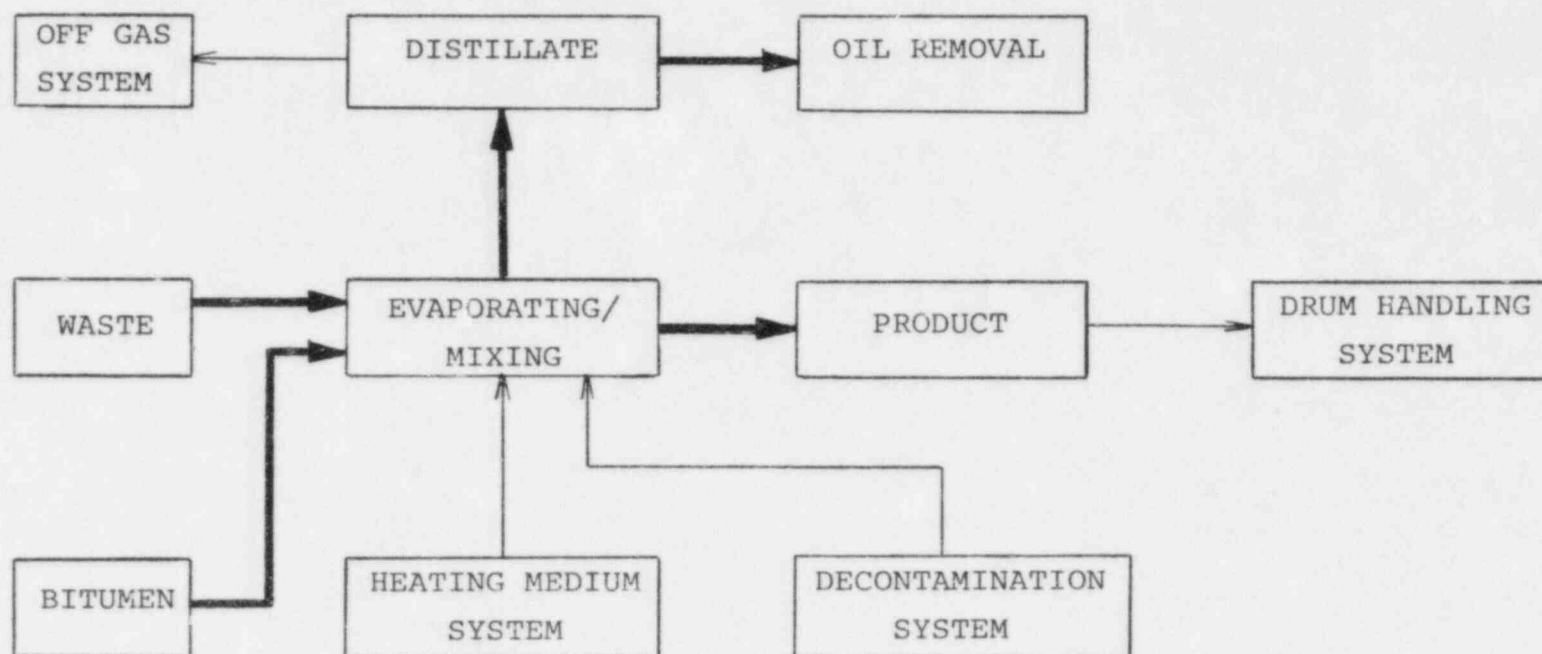 OFF GAS
SYSTEM
DISTILLATE
OIL REMOVAL
WASTE
EVAPORATING/
MIXING
PRODUCT
DRUM HANDLING
SYSTEM
BITUMEN
HEATING MEDIUM
SYSTEM
DECONTAMINATION
SYSTEM